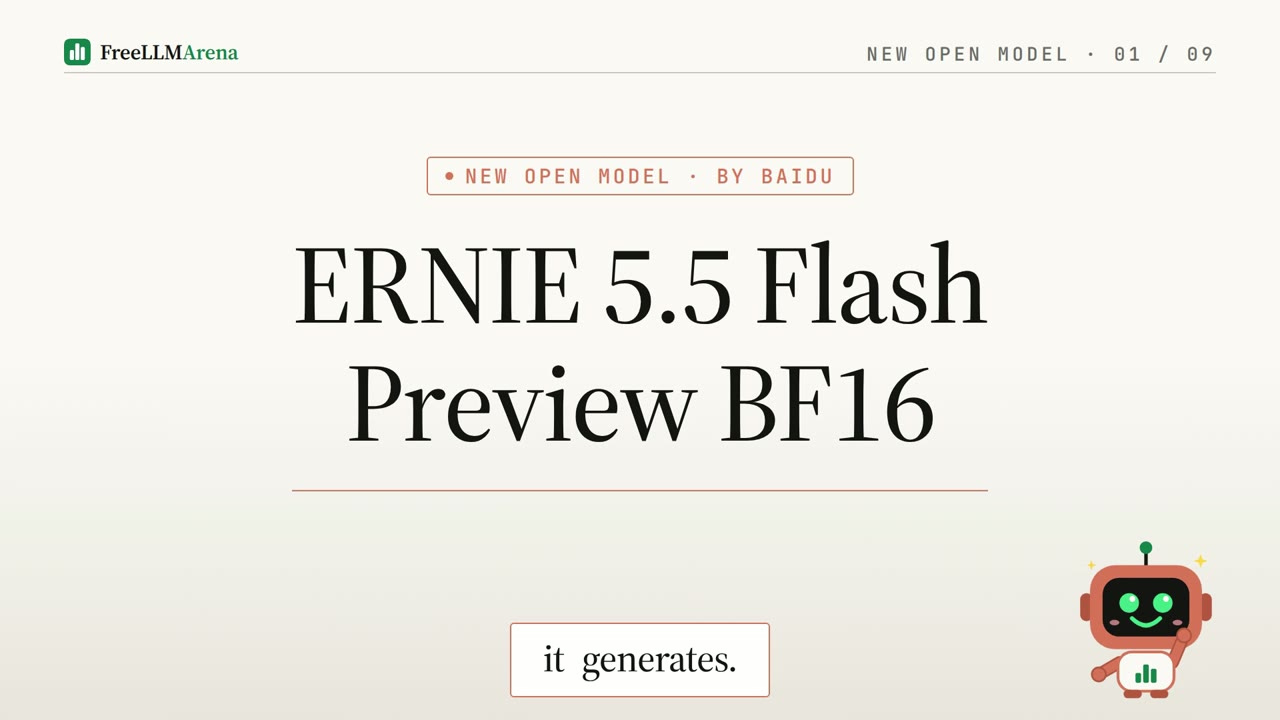 FreeLLMArena
NEW OPEN MODEL · 01 / 09
NEW OPEN MODEL · BY BAIDU
ERNIE 5.5 Flash
Preview BF16
it generates.